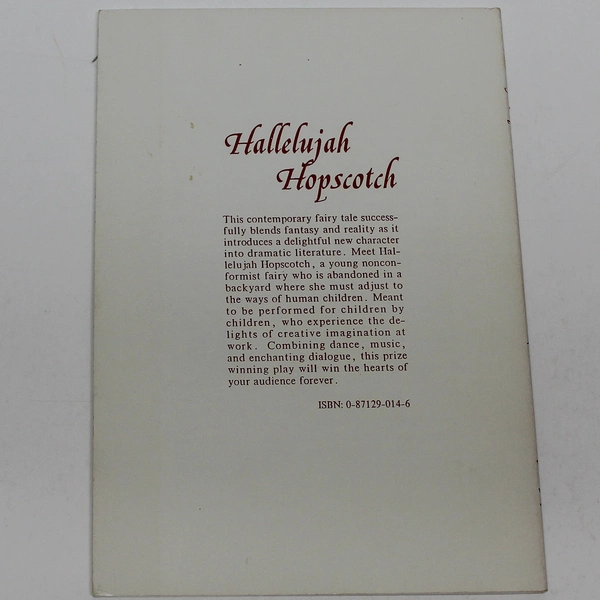 Hallelujah
Hopscotch
This contemporary fairy tale success-
fully blends fantasy and reality as it
introduces a delightful new character
into dramatic literature. Meet Hal-
lelujah Hopscotch, a young noncon-
formist fairy who is abandoned in a
backyard where she must adjust to
the ways of human children. Meant
to be performed for children by
children, who experience the de-
lights of creative imagination at
work. Combining dance, music,
and enchanting dialogue, this prize
winning play will win the hearts of
your audience forever.
ISBN: 0-87129-014-6